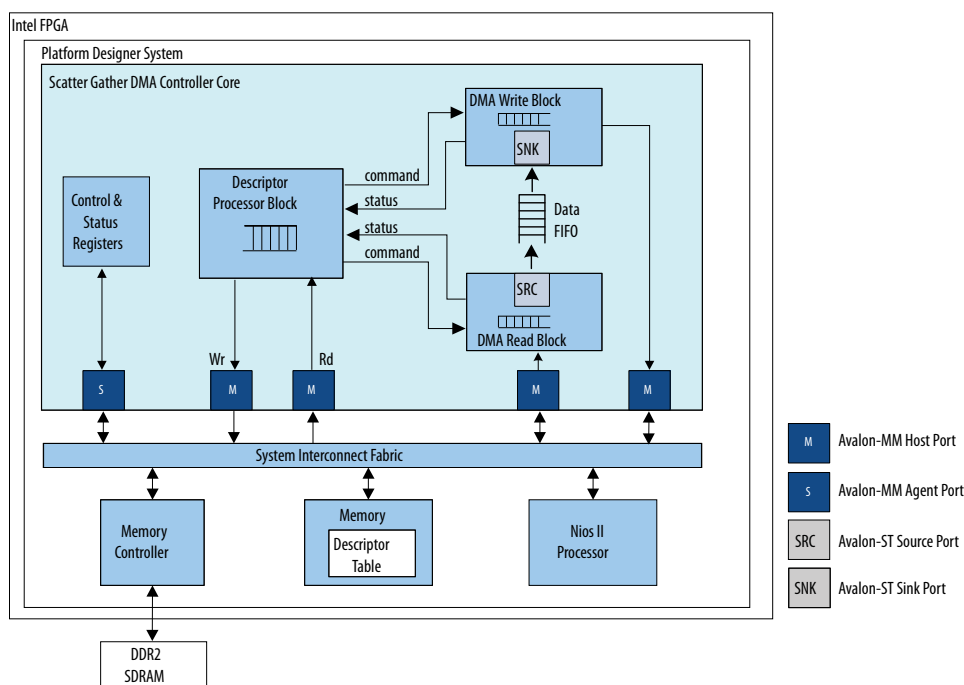 Intel FPGA
Platform Designer System
Scatter Gather DMA Controller Core
DMA Write Block
SNK
command
Descriptor
Processor Block
status
Control &
Status
Registers
Data
FIFO
status
command
SRC
DMA Read Block
Wr
Rd
S
M
M
M
M
System Interconnect Fabric
Memory
Controller
Memory
Descriptor
Table
Nios II
Processor
DDR2
SDRAM
M
Avalon-MM Host Port
S
Avalon-MM Agent Port
SRC
Avalon-ST Source Port
SNK
Avalon-ST Sink Port